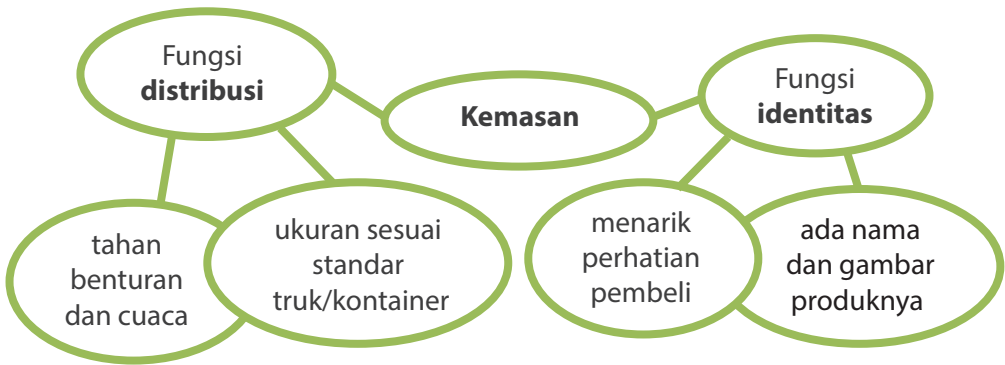 Fungsi
distribusi
Kemasan
Fungsi
identitas
tahan
benturan
dan cuaca
ukuran sesuai
standar
truk/kontainer
menarik
perhatian
pembeli
ada nama
dan gambar
produknya